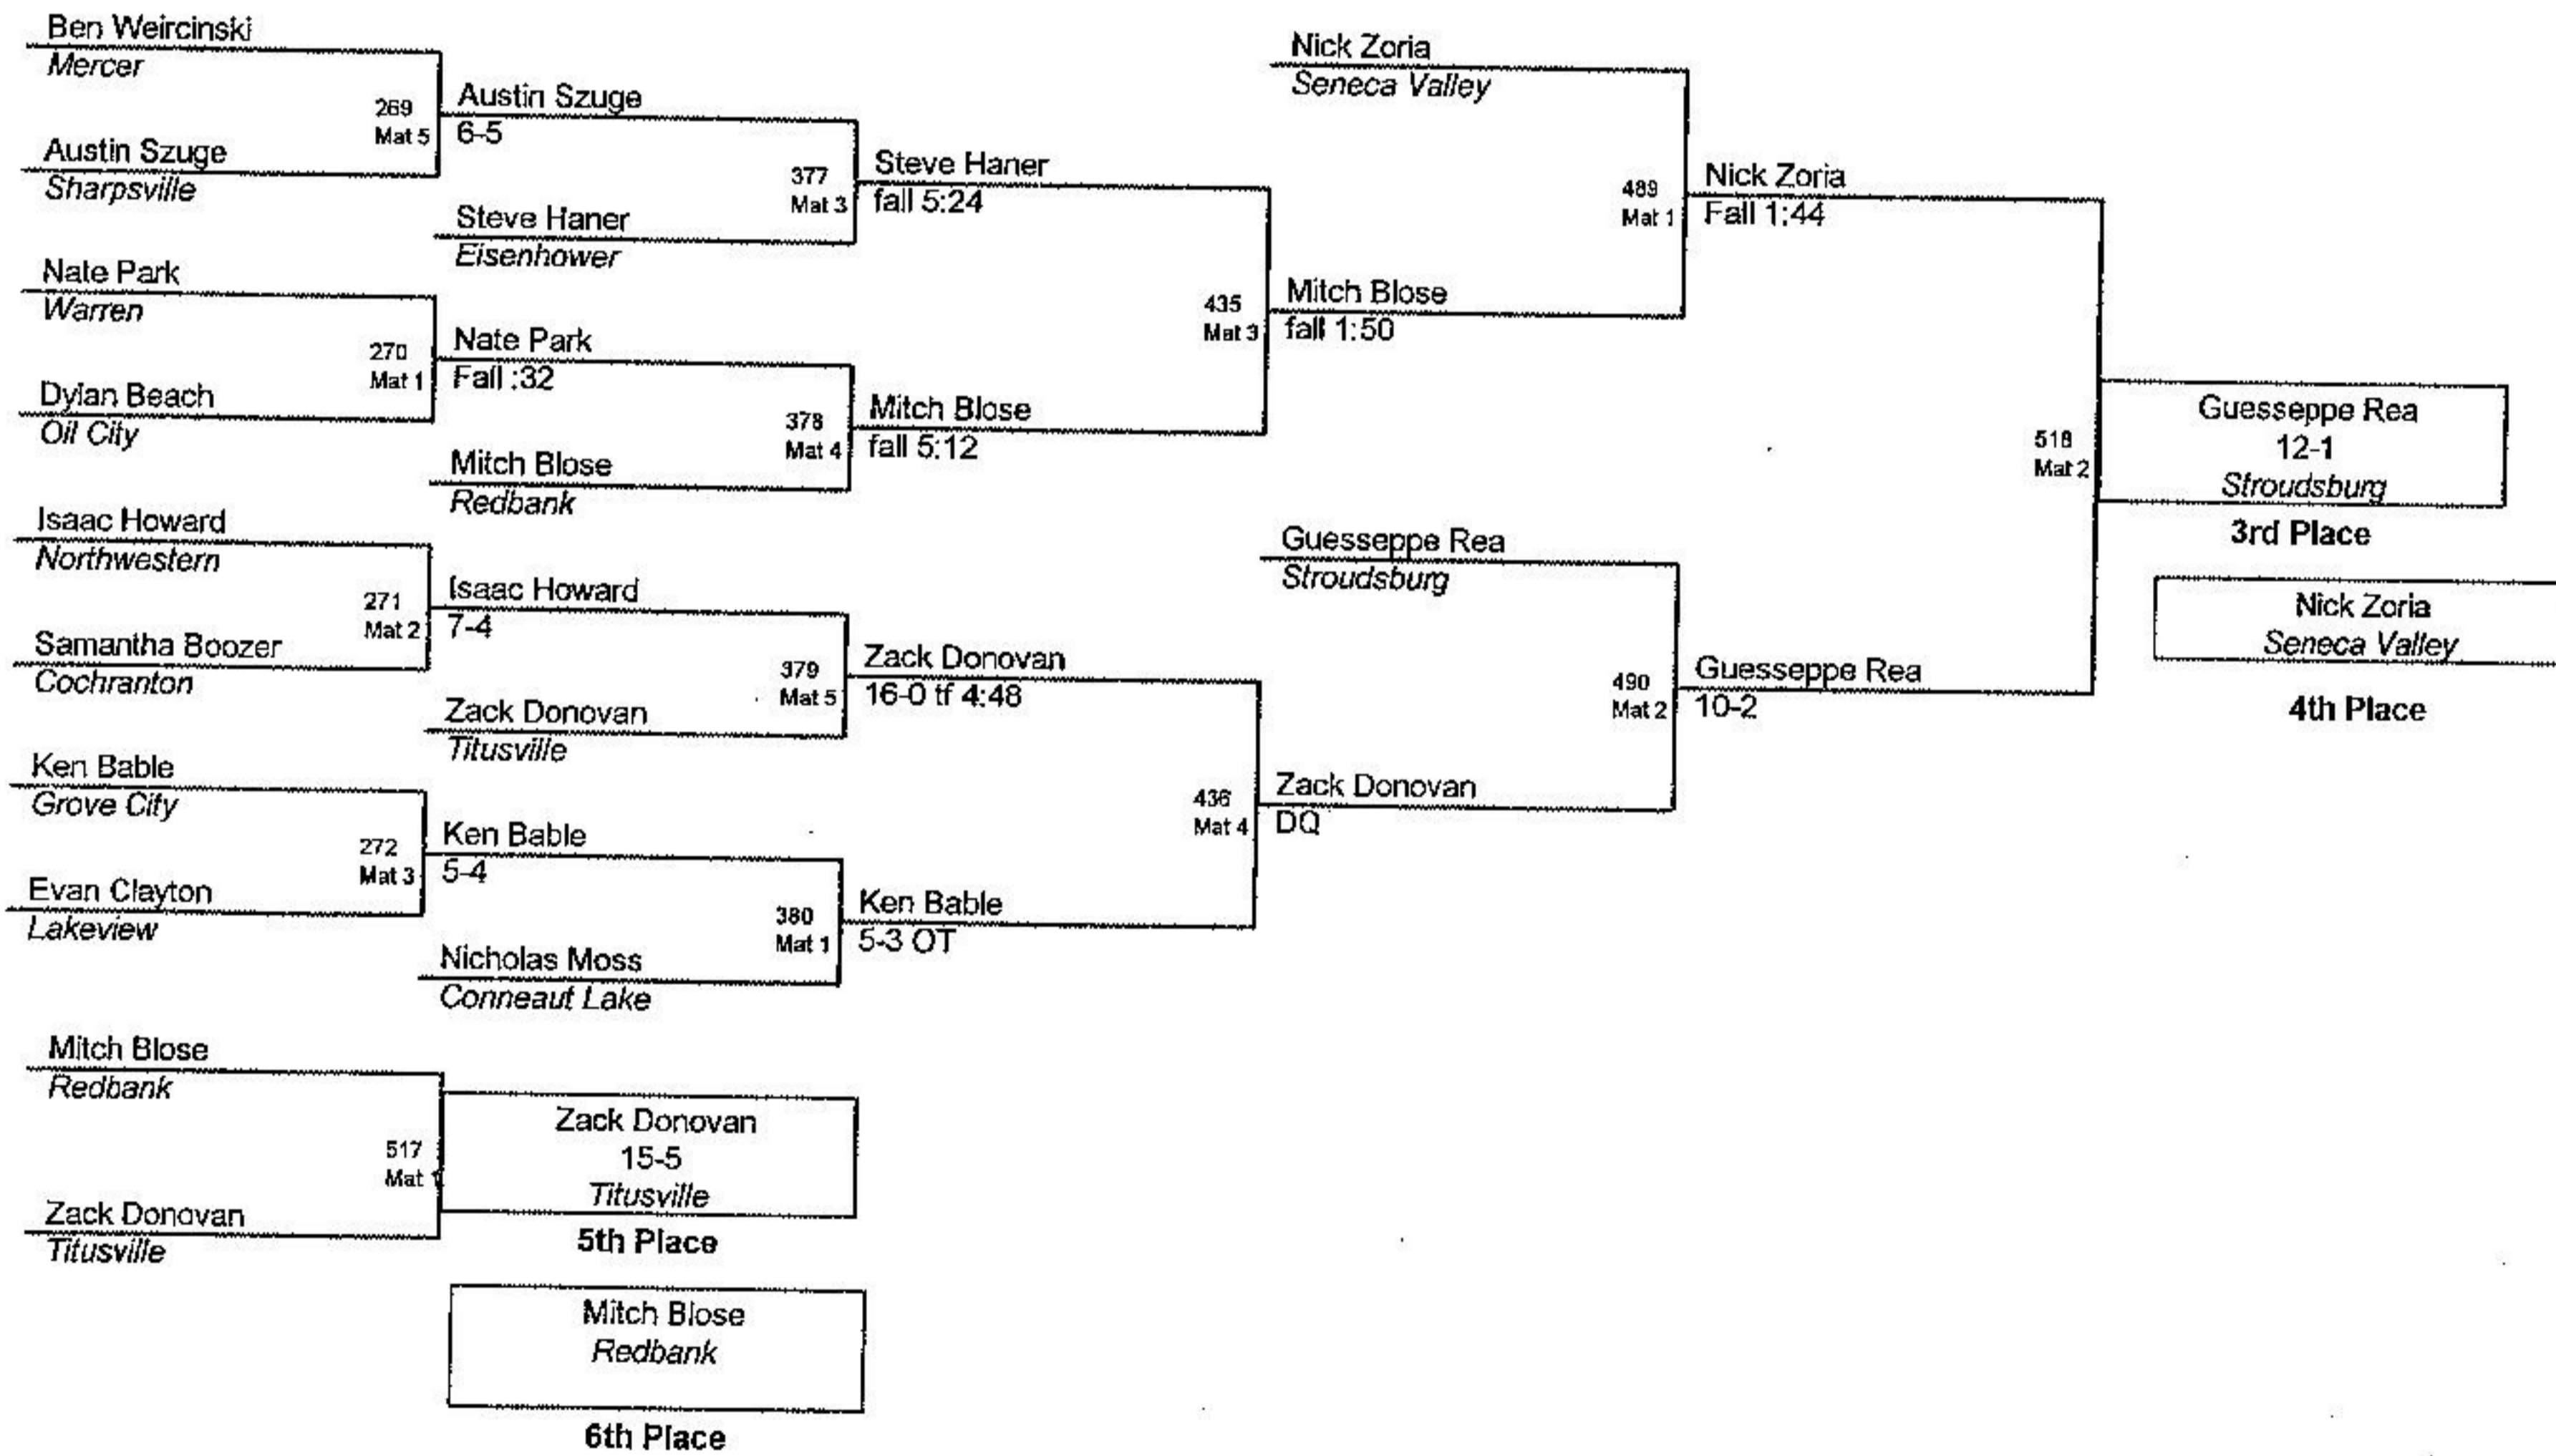 Ben Weircinski
Mercer
269
Mat 5
Austin Szuge
Sharpsville
Austin Szuge
6-5
377
Mat 3
Steve Haner
Eisenhower
Steve Haner
fall 5:24
Nate Park
Warren
270
Mat 1
Dylan Beach
Oil City
Nate Park
Fall :32
378
Mat 4
Mitch Blose
Redbank
Mitch Blose
fall 5:12
435
Mat 3
Mitch Blose
fall 1:50
Nick Zoria
Seneca Valley
489
Mat 1
Nick Zoria
Fall 1:44
Isaac Howard
Northwestern
271
Mat 2
Samantha Boozer
Cochranton
Isaac Howard
7-4
379
Mat 5
Zack Donovan
Titusville
Zack Donovan
16-0 tf 4:48
Ken Bable
Grove City
272
Mat 3
Evan Clayton
Lakeview
Ken Bable
5-4
380
Mat 1
Nicholas Moss
Conneaut Lake
Ken Bable
5-3 OT
436
Mat 4
Zack Donovan
DQ
Guesseppe Rea
Stroudsburg
490
Mat 2
Guesseppe Rea
10-2
518
Mat 2
Guesseppe Rea
12-1
Stroudsburg
3rd Place
Nick Zoria
Seneca Valley
4th Place
Mitch Blose
Redbank
517
Mat 1
Zack Donovan
Titusville
Zack Donovan
15-5
Titusville
5th Place
Mitch Blose
Redbank
6th Place